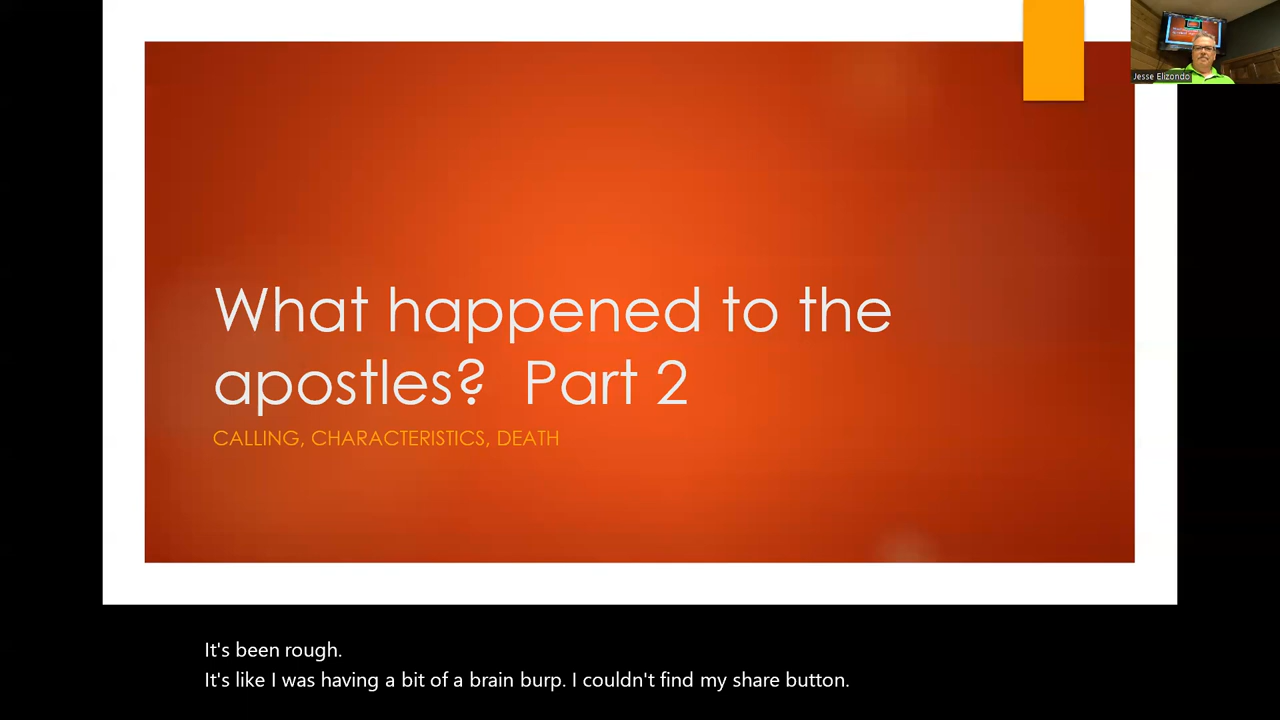 Jesse Elizondo
What happened to the
apostles? Part 2
CALLING, CHARACTERISTICS, DEATH
It's been rough.
It's like I was having a bit of a brain burp. I couldn't find my share button.